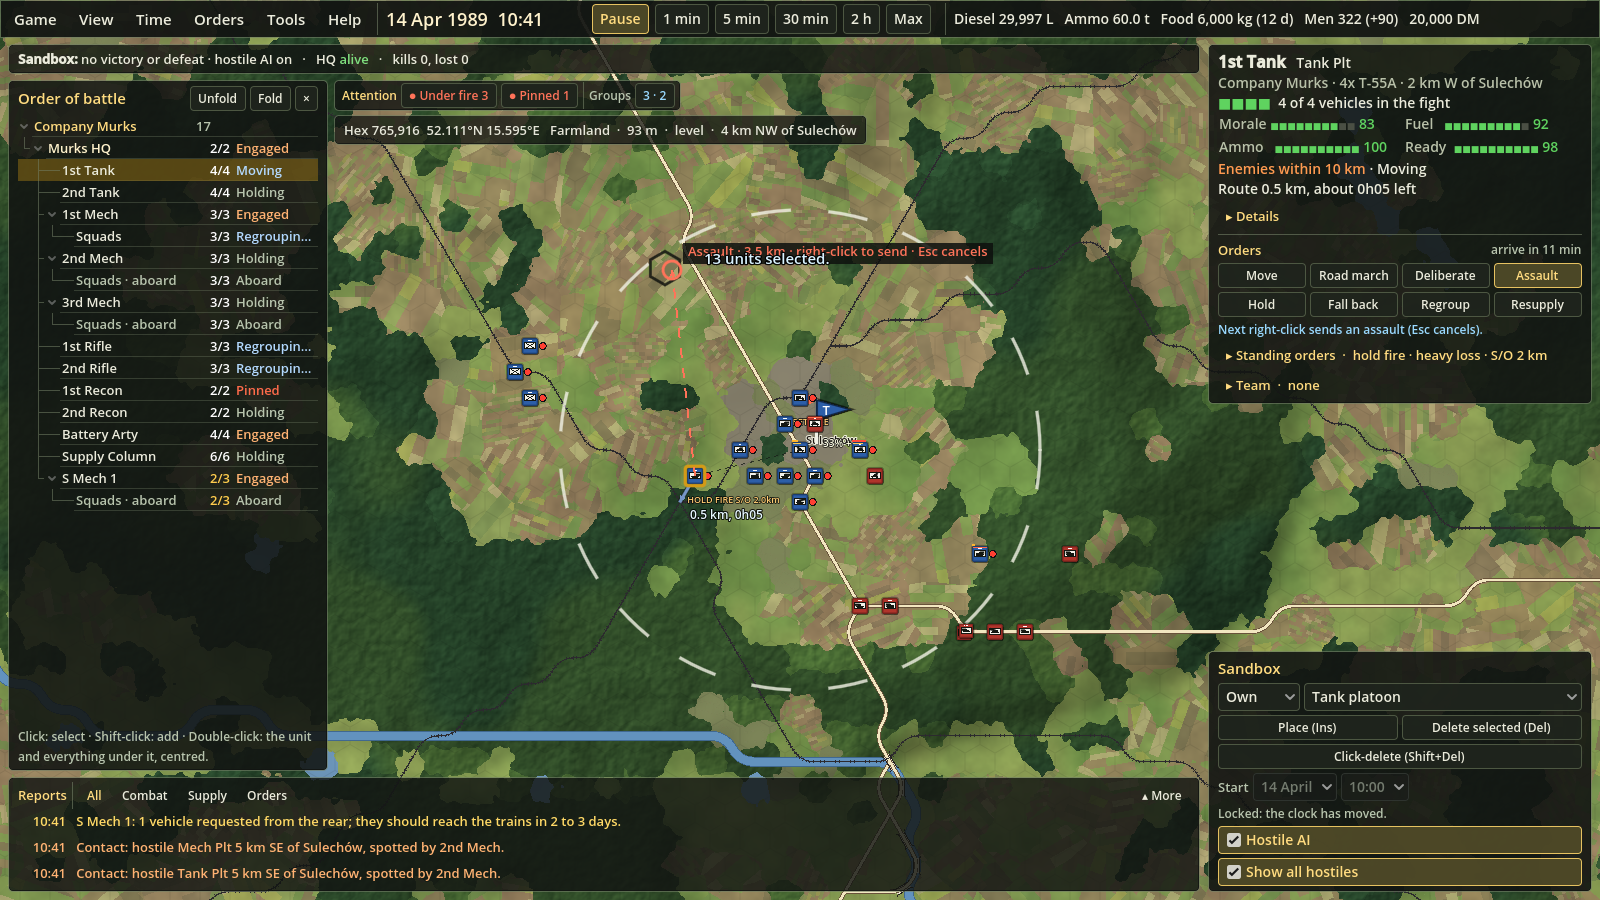 Game View Time Orders Tools Help 14 Apr 1989 10:41 Pause 1 min 5 min 30 min 2 h Max Diesel 29,997 L Ammo 60.0 t Food 6,000 kg (12 d) Men 322 (+90) 20,000 DM
Sandbox: no victory or defeat · hostile AI on · HQ alive · kills 0, lost 0
Order of battle Unfold Fold ×
Company Murks 17
Murks HQ 2/2 Engaged
1st Tank 4/4 Moving
2nd Tank 4/4 Holding
1st Mech 3/3 Engaged
Squads 3/3 Regroupin...
2nd Mech 3/3 Holding
Squads · aboard 3/3 Aboard
3rd Mech 3/3 Holding
Squads · aboard 3/3 Aboard
1st Rifle 3/3 Regroupin...
2nd Rifle 3/3 Regroupin...
1st Recon 2/2 Pinned
2nd Recon 2/2 Holding
Battery Arty 4/4 Engaged
Supply Column 6/6 Holding
S Mech 1 2/3 Engaged
Squads · aboard 2/3 Aboard
Click: select · Shift-click: add · Double-click: the unit
and everything under it, centred.
Attention Under fire 3 Pinned 1 Groups 3 · 2
Hex 765,916 52.111°N 15.595°E Farmland · 93 m · level · 4 km NW of Sulechów
Assault · 3.5 km · right-click to send · Esc cancels
13 units selected.
T
HOLD FIRE S/O 2.0km
0.5 km, 0h05
1st Tank Tank Plt
Company Murks · 4x T-55A · 2 km W of Sulechów
4 of 4 vehicles in the fight
Morale 83 Fuel 92
Ammo 100 Ready 98
Enemies within 10 km · Moving
Route 0.5 km, about 0h05 left
▸ Details
Orders arrive in 11 min
Move Road march Deliberate Assault
Hold Fall back Regroup Resupply
Next right-click sends an assault (Esc cancels).
▸ Standing orders · hold fire · heavy loss · S/O 2 km
▸ Team · none
Sandbox
Own Tank platoon
Place (Ins) Delete selected (Del)
Click-delete (Shift+Del)
Start 14 April 10:00
Locked: the clock has moved.
Hostile AI
Show all hostiles
Reports All Combat Supply Orders ▴ More
10:41 S Mech 1: 1 vehicle requested from the rear; they should reach the trains in 2 to 3 days.
10:41 Contact: hostile Mech Plt 5 km SE of Sulechów, spotted by 2nd Mech.
10:41 Contact: hostile Tank Plt 5 km SE of Sulechów, spotted by 2nd Mech.